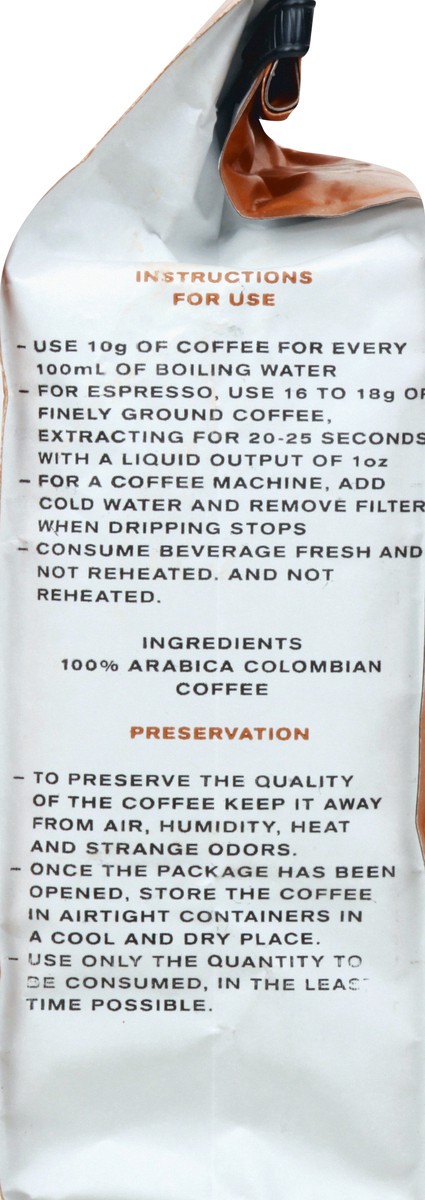 INSTRUCTIONS
FOR USE
- USE 10g OF COFFEE FOR EVERY
100mL OF BOILING WATER
- FOR ESPRESSO, USE 16 TO 18g OF
FINELY GROUND COFFEE,
EXTRACTING FOR 20-25 SECONDS
WITH A LIQUID OUTPUT OF 1oz
- FOR A COFFEE MACHINE, ADD
COLD WATER AND REMOVE FILTER
WHEN DRIPPING STOPS
- CONSUME BEVERAGE FRESH AND
NOT REHEATED. AND NOT
REHEATED.
INGREDIENTS
100% ARABICA COLOMBIAN
COFFEE
PRESERVATION
- TO PRESERVE THE QUALITY
OF THE COFFEE KEEP IT AWAY
FROM AIR, HUMIDITY, HEAT
AND STRANGE ODORS.
- ONCE THE PACKAGE HAS BEEN
OPENED, STORE THE COFFEE
IN AIRTIGHT CONTAINERS IN
A COOL AND DRY PLACE.
- USE ONLY THE QUANTITY TO
BE CONSUMED, IN THE LEAST
TIME POSSIBLE.